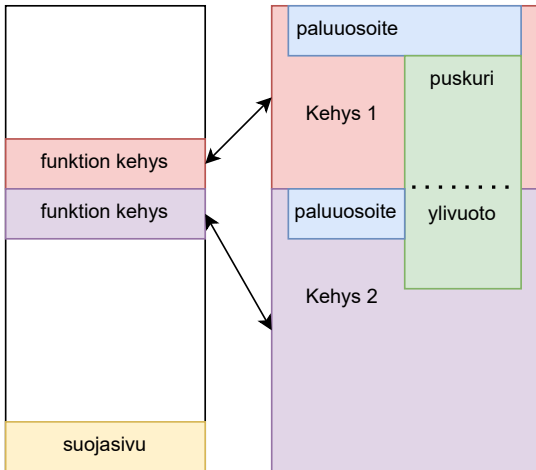 paluuosoite
puskuri
Kehys 1
funktion kehys
funktion kehys
paluuosoite
ylivuoto
Kehys 2
suojasivu